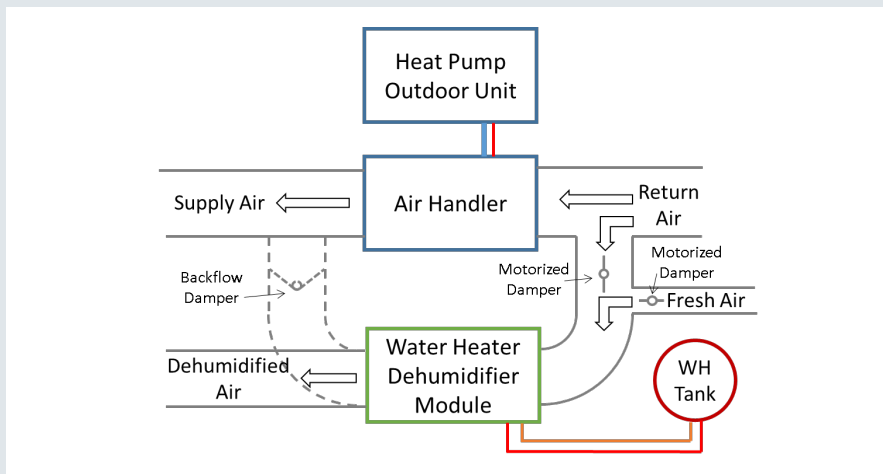 Heat Pump
Outdoor Unit
Supply Air
Air Handler
Return
Air
Backflow
Damper
Motorized
Damper
Motorized
Damper
Fresh Air
Dehumidified
Air
Water Heater
Dehumidifier
Module
WH
Tank